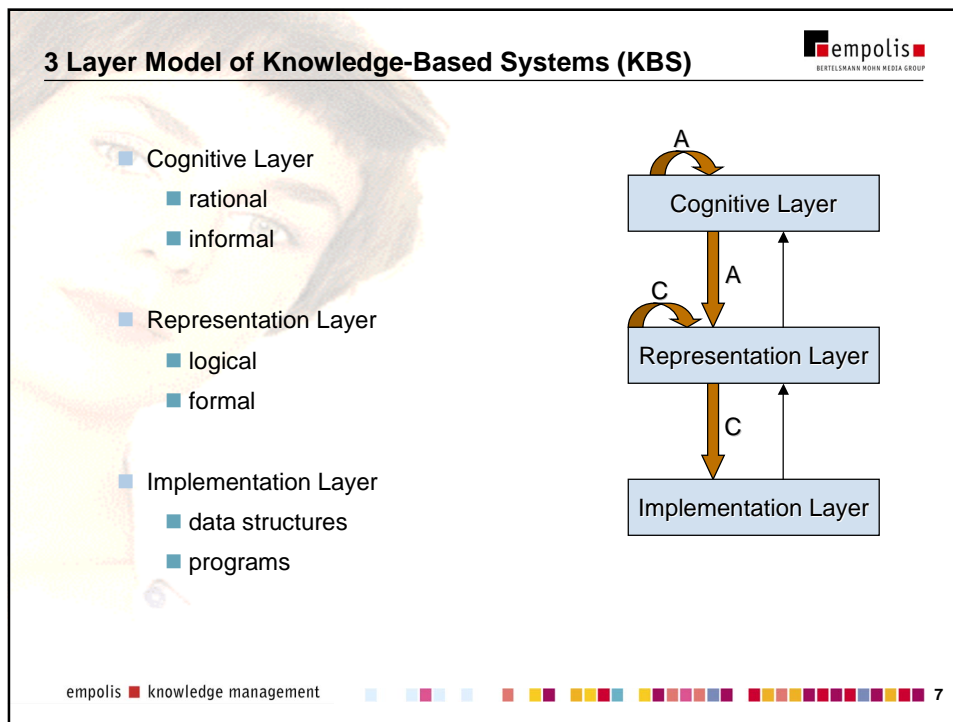 3 Layer Model of Knowledge-Based Systems (KBS)
empolis
BERTELSMANN MOHN MEDIA GROUP
Cognitive Layer
rational
informal
Representation Layer
logical
formal
Implementation Layer
data structures
programs
A
Cognitive Layer
A
C
Representation Layer
C
Implementation Layer
empolis knowledge management
7